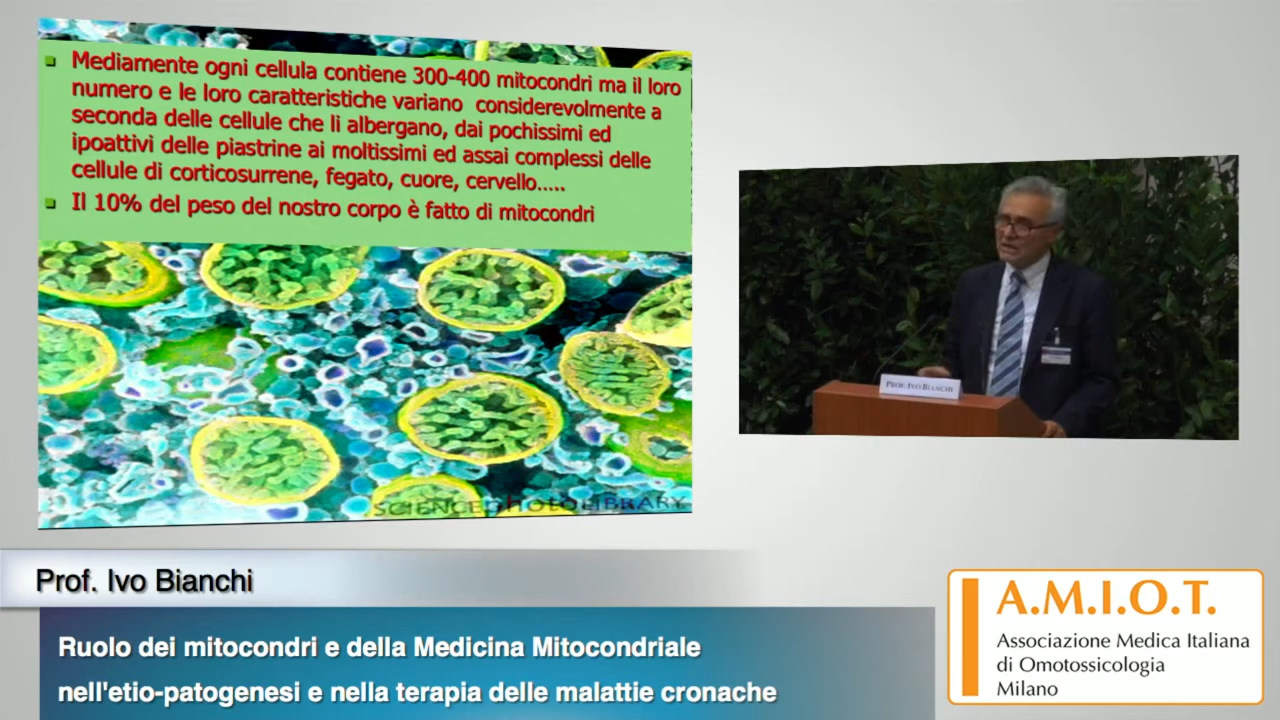 Mediamente ogni cellula contiene 300-400 mitocondri ma il loro
numero e le loro caratteristiche variano considerevolmente a
seconda delle cellule che li albergano, dai pochissimi ed
ipoattivi delle piastrine ai moltissimi ed assai complessi delle
cellule di corticosurrene, fegato, cuore, cervello.....
Il 10% del peso del nostro corpo è fatto di mitocondri
SCIENCEPHOTOLIBRARY
PROF. IVO BIANCHI
Prof. Ivo Bianchi
Ruolo dei mitocondri e della Medicina Mitocondriale
nell'etio-patogenesi e nella terapia delle malattie cronache
A.M.I.O.T.
Associazione Medica Italiana
di Omotossicologia
Milano